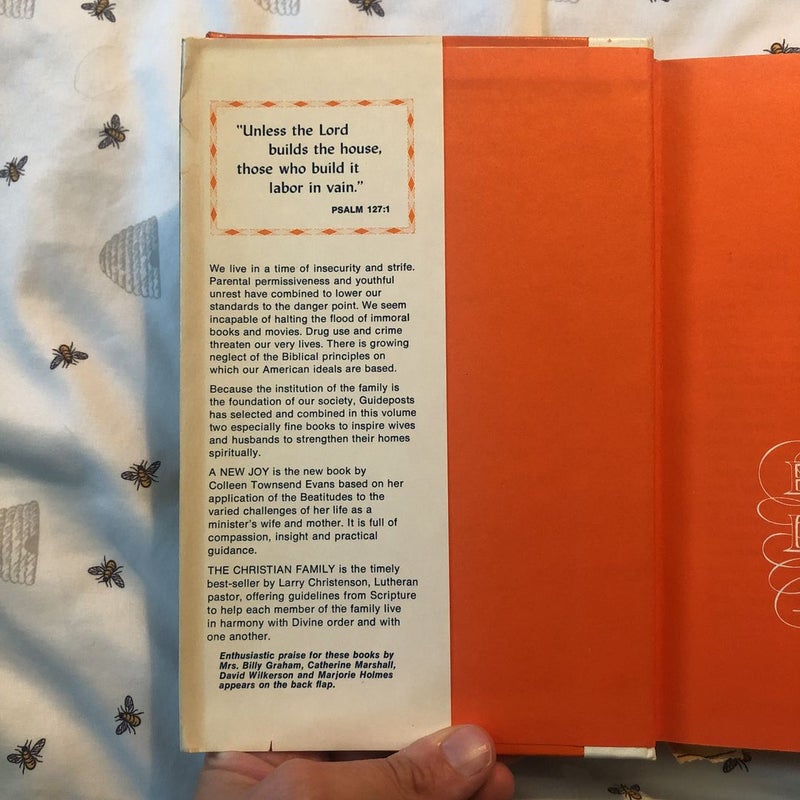 "Unless the Lord
builds the house,
those who build it
labor in vain."
PSALM 127:1
We live in a time of insecurity and strife.
Parental permissiveness and youthful
unrest have combined to lower our
standards to the danger point. We seem
incapable of halting the flood of immoral
books and movies. Drug use and crime
threaten our very lives. There is growing
neglect of the Biblical principles on
which our American ideals are based.
Because the institution of the family is
the foundation of our society, Guideposts
has selected and combined in this volume
two especially fine books to inspire wives
and husbands to strengthen their homes
spiritually.
A NEW JOY is the new book by
Colleen Townsend Evans based on her
application of the Beatitudes to the
varied challenges of her life as a
minister's wife and mother. It is full of
compassion, insight and practical
guidance.
THE CHRISTIAN FAMILY is the timely
best-seller by Larry Christenson, Lutheran
pastor, offering guidelines from Scripture
to help each member of the family live
in harmony with Divine order and with
one another.
Enthusiastic praise for these books by
Mrs. Billy Graham, Catherine Marshall,
David Wilkerson and Marjorie Holmes
appears on the back flap.